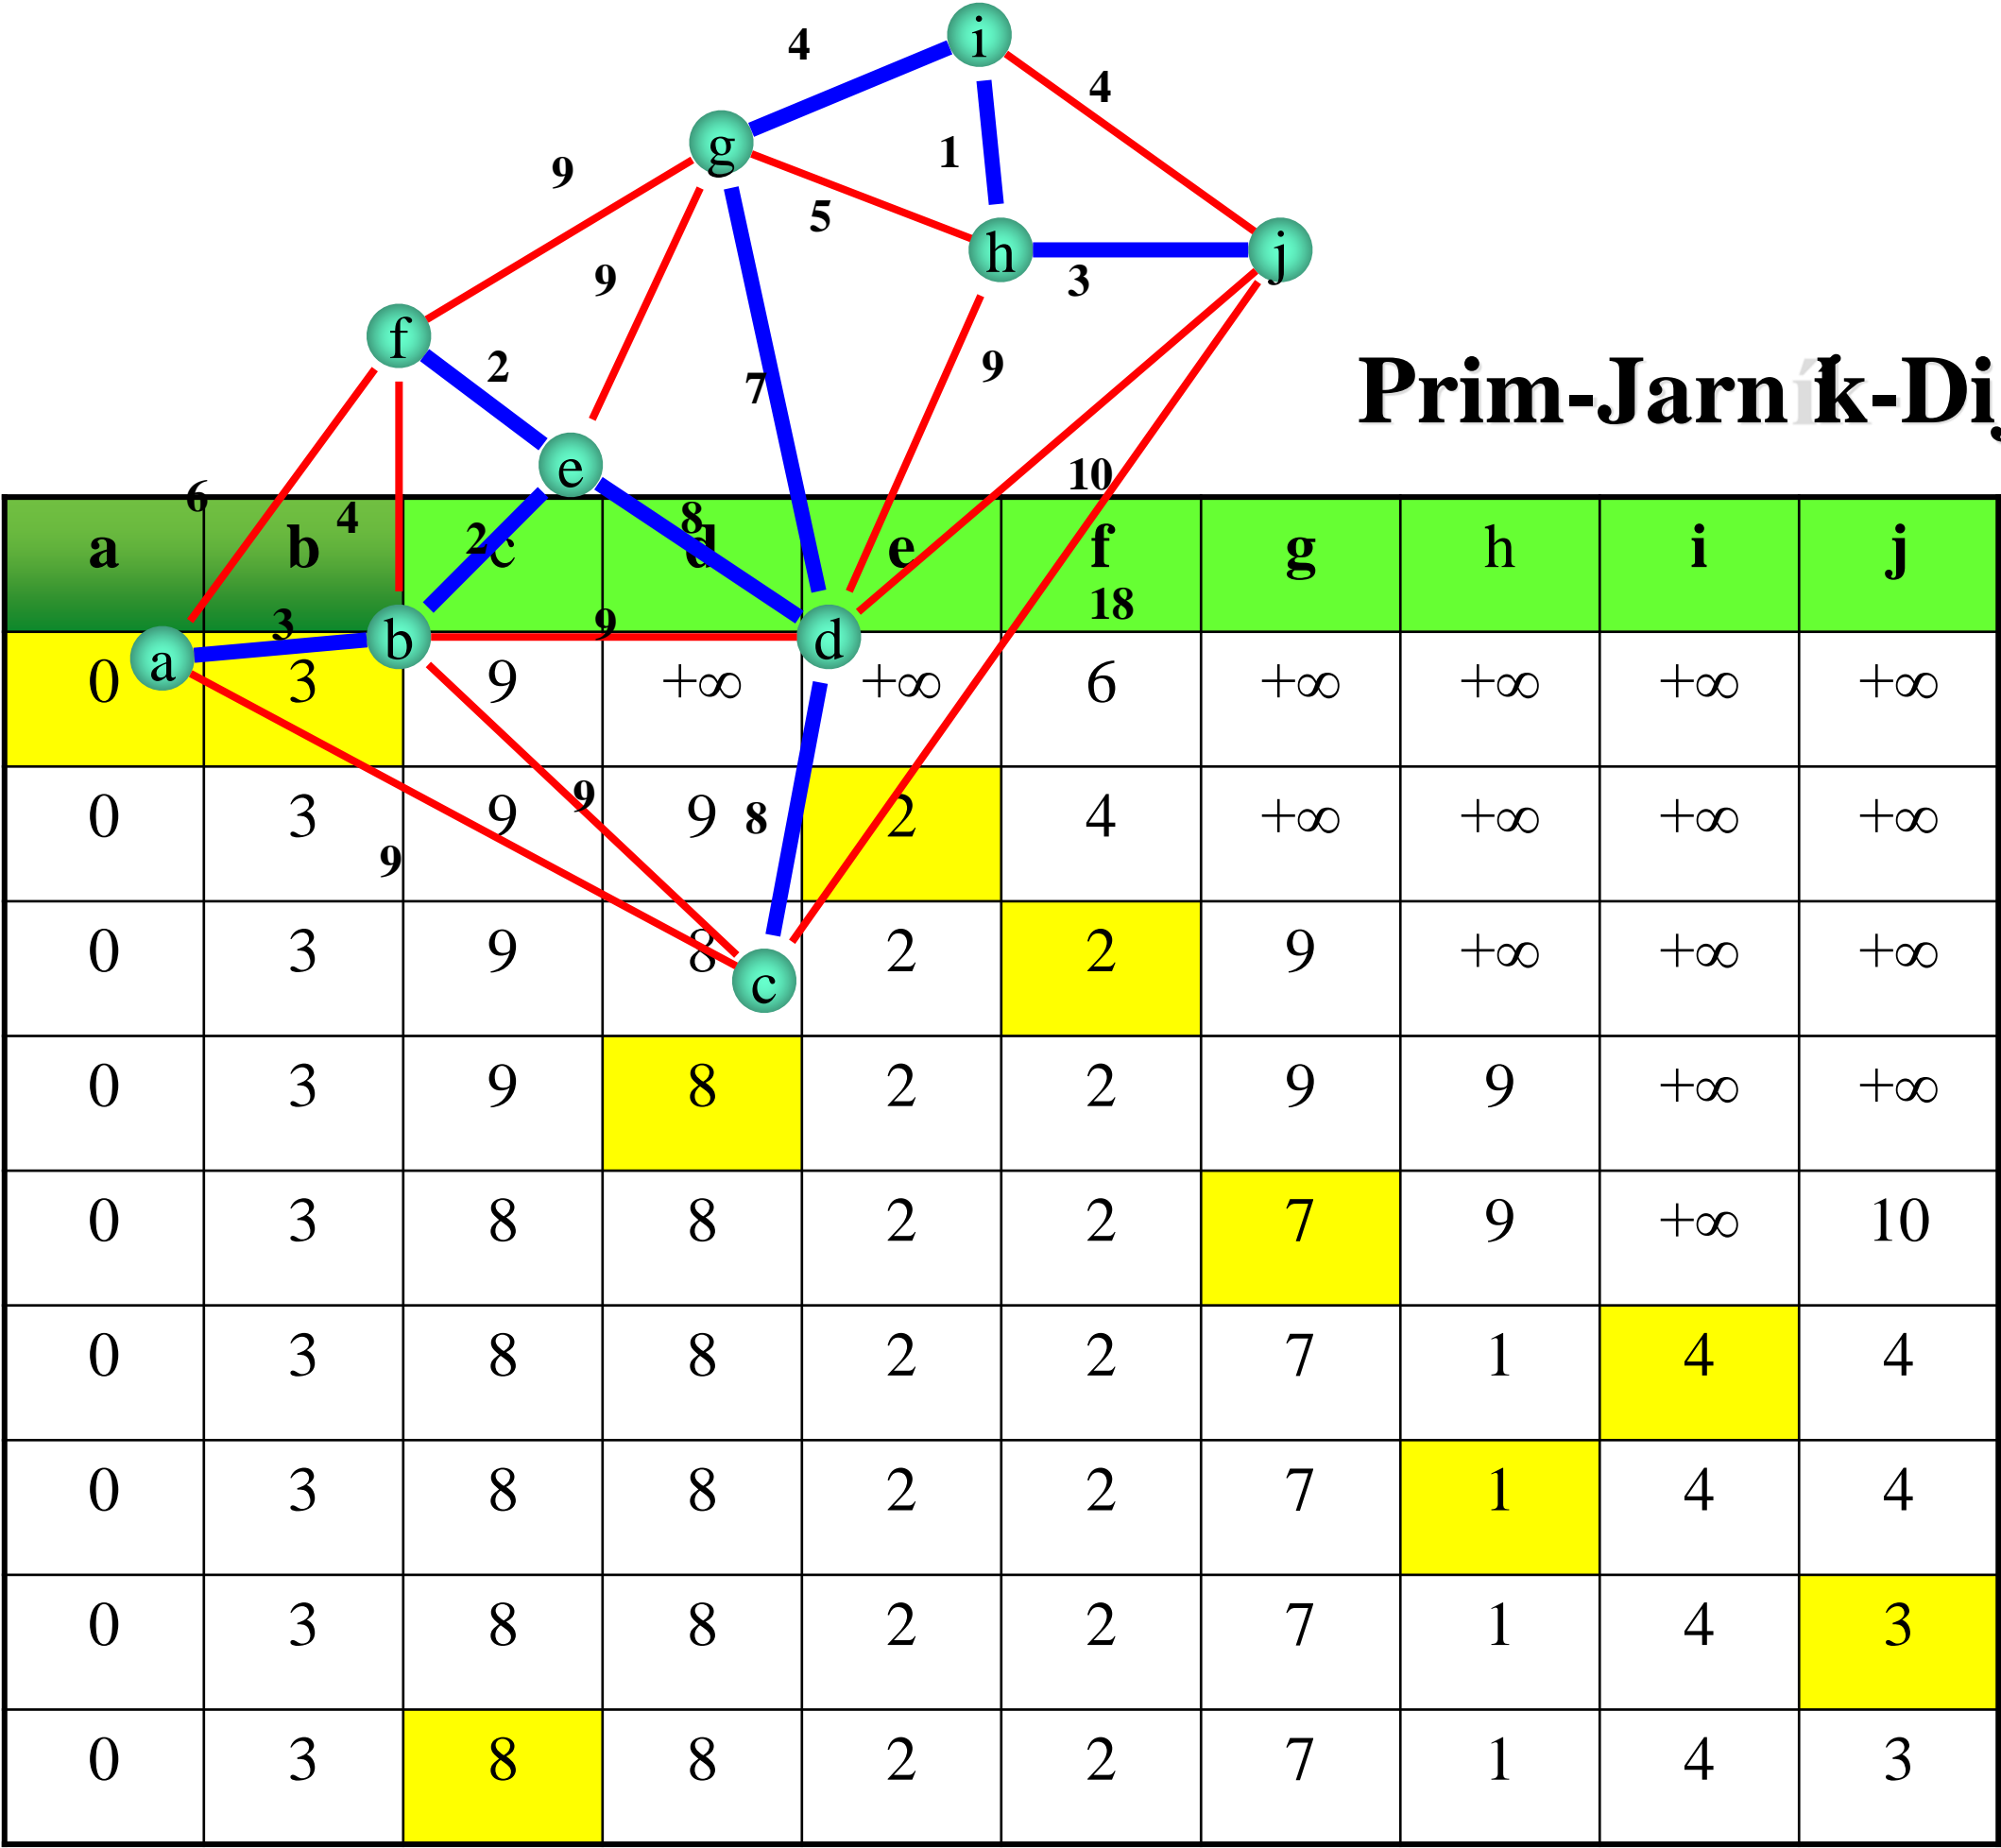 i
4
4
g
1
9
5
h
j
3
9
f
2
7
9
Prim-Jarník-Di
e
6
4
2
8
10
a b c d e f g h i j
18
3
9
a
b
d
0 3 9 +∞ +∞ 6 +∞ +∞ +∞ +∞
9
8
0 3 9 9 2 4 +∞ +∞ +∞ +∞
9
0 3 9 8 2 2 9 +∞ +∞ +∞
c
0 3 9 8 2 2 9 9 +∞ +∞
0 3 8 8 2 2 7 9 +∞ 10
0 3 8 8 2 2 7 1 4 4
0 3 8 8 2 2 7 1 4 4
0 3 8 8 2 2 7 1 4 3
0 3 8 8 2 2 7 1 4 3